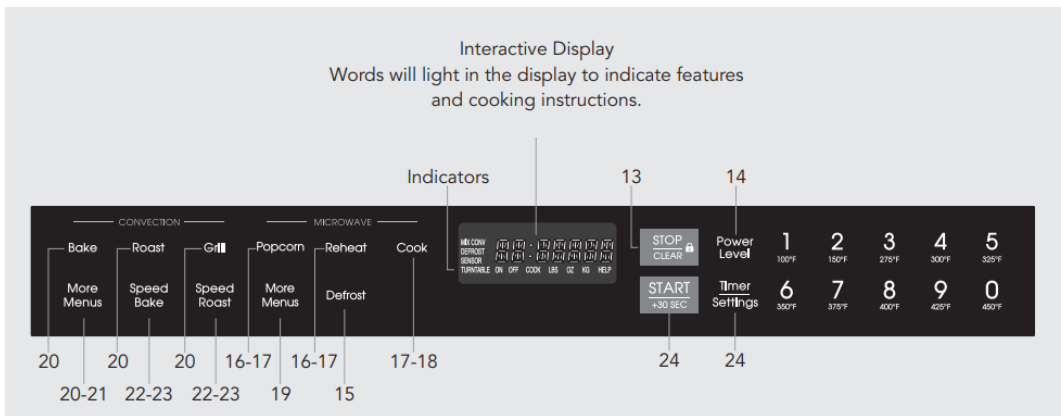 Interactive Display
Words will light in the display to indicate features
and cooking instructions.
Indicators
13
14
CONVECTION
MICROWAVE
Bake
Roast
Grill
Popcorn
Reheat
Cook
More
Menus
Speed
Bake
Speed
Roast
More
Menus
Defrost
MIX CONV
DEFROST
SENSOR
TURNTABLE ON OFF COOK LBS OZ KG HELP
STOP
CLEAR
START
+30 SEC
Power
Level
Timer
Settings
1 2 3 4 5
100°F 150°F 275°F 300°F 325°F
6 7 8 9 0
350°F 375°F 400°F 425°F 450°F
20 20 20 16-17 16-17 17-18 24 24
20-21 22-23 22-23 19 15